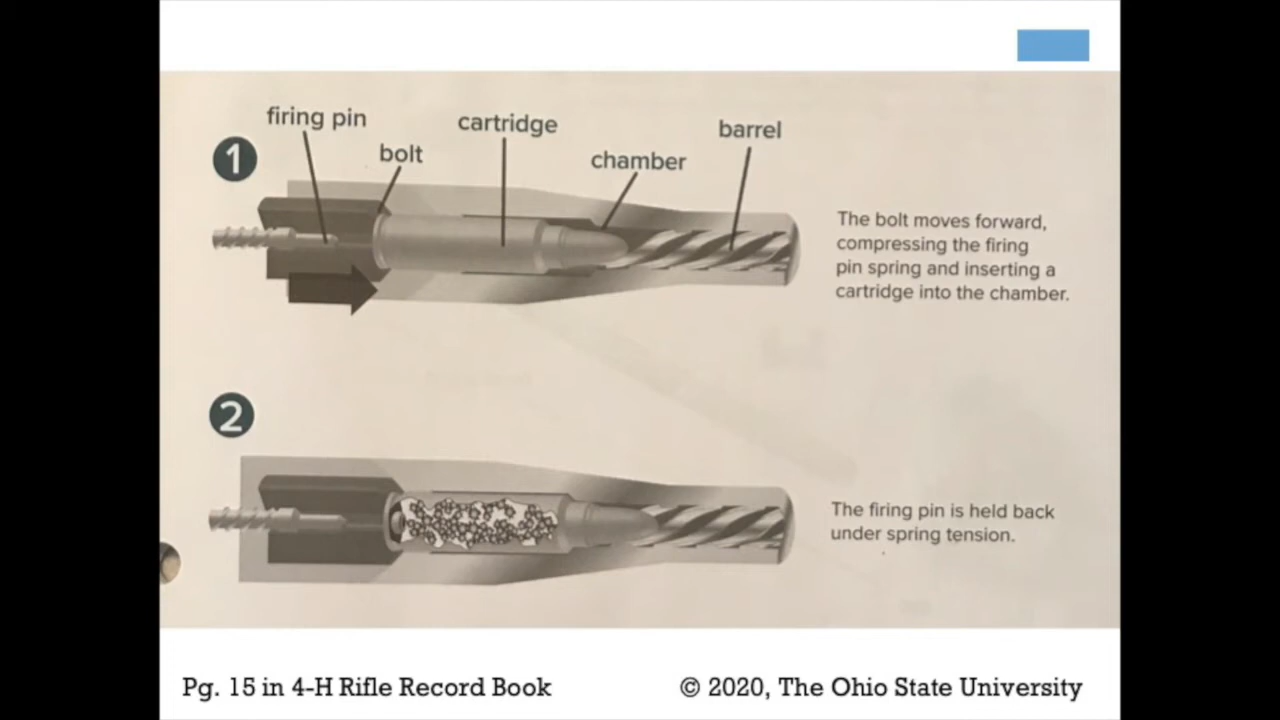 firing pin
bolt
cartridge
chamber
barrel
1
The bolt moves forward,
compressing the firing
pin spring and inserting a
cartridge into the chamber.
2
The firing pin is held back
under spring tension.
Pg. 15 in 4-H Rifle Record Book
© 2020, The Ohio State University